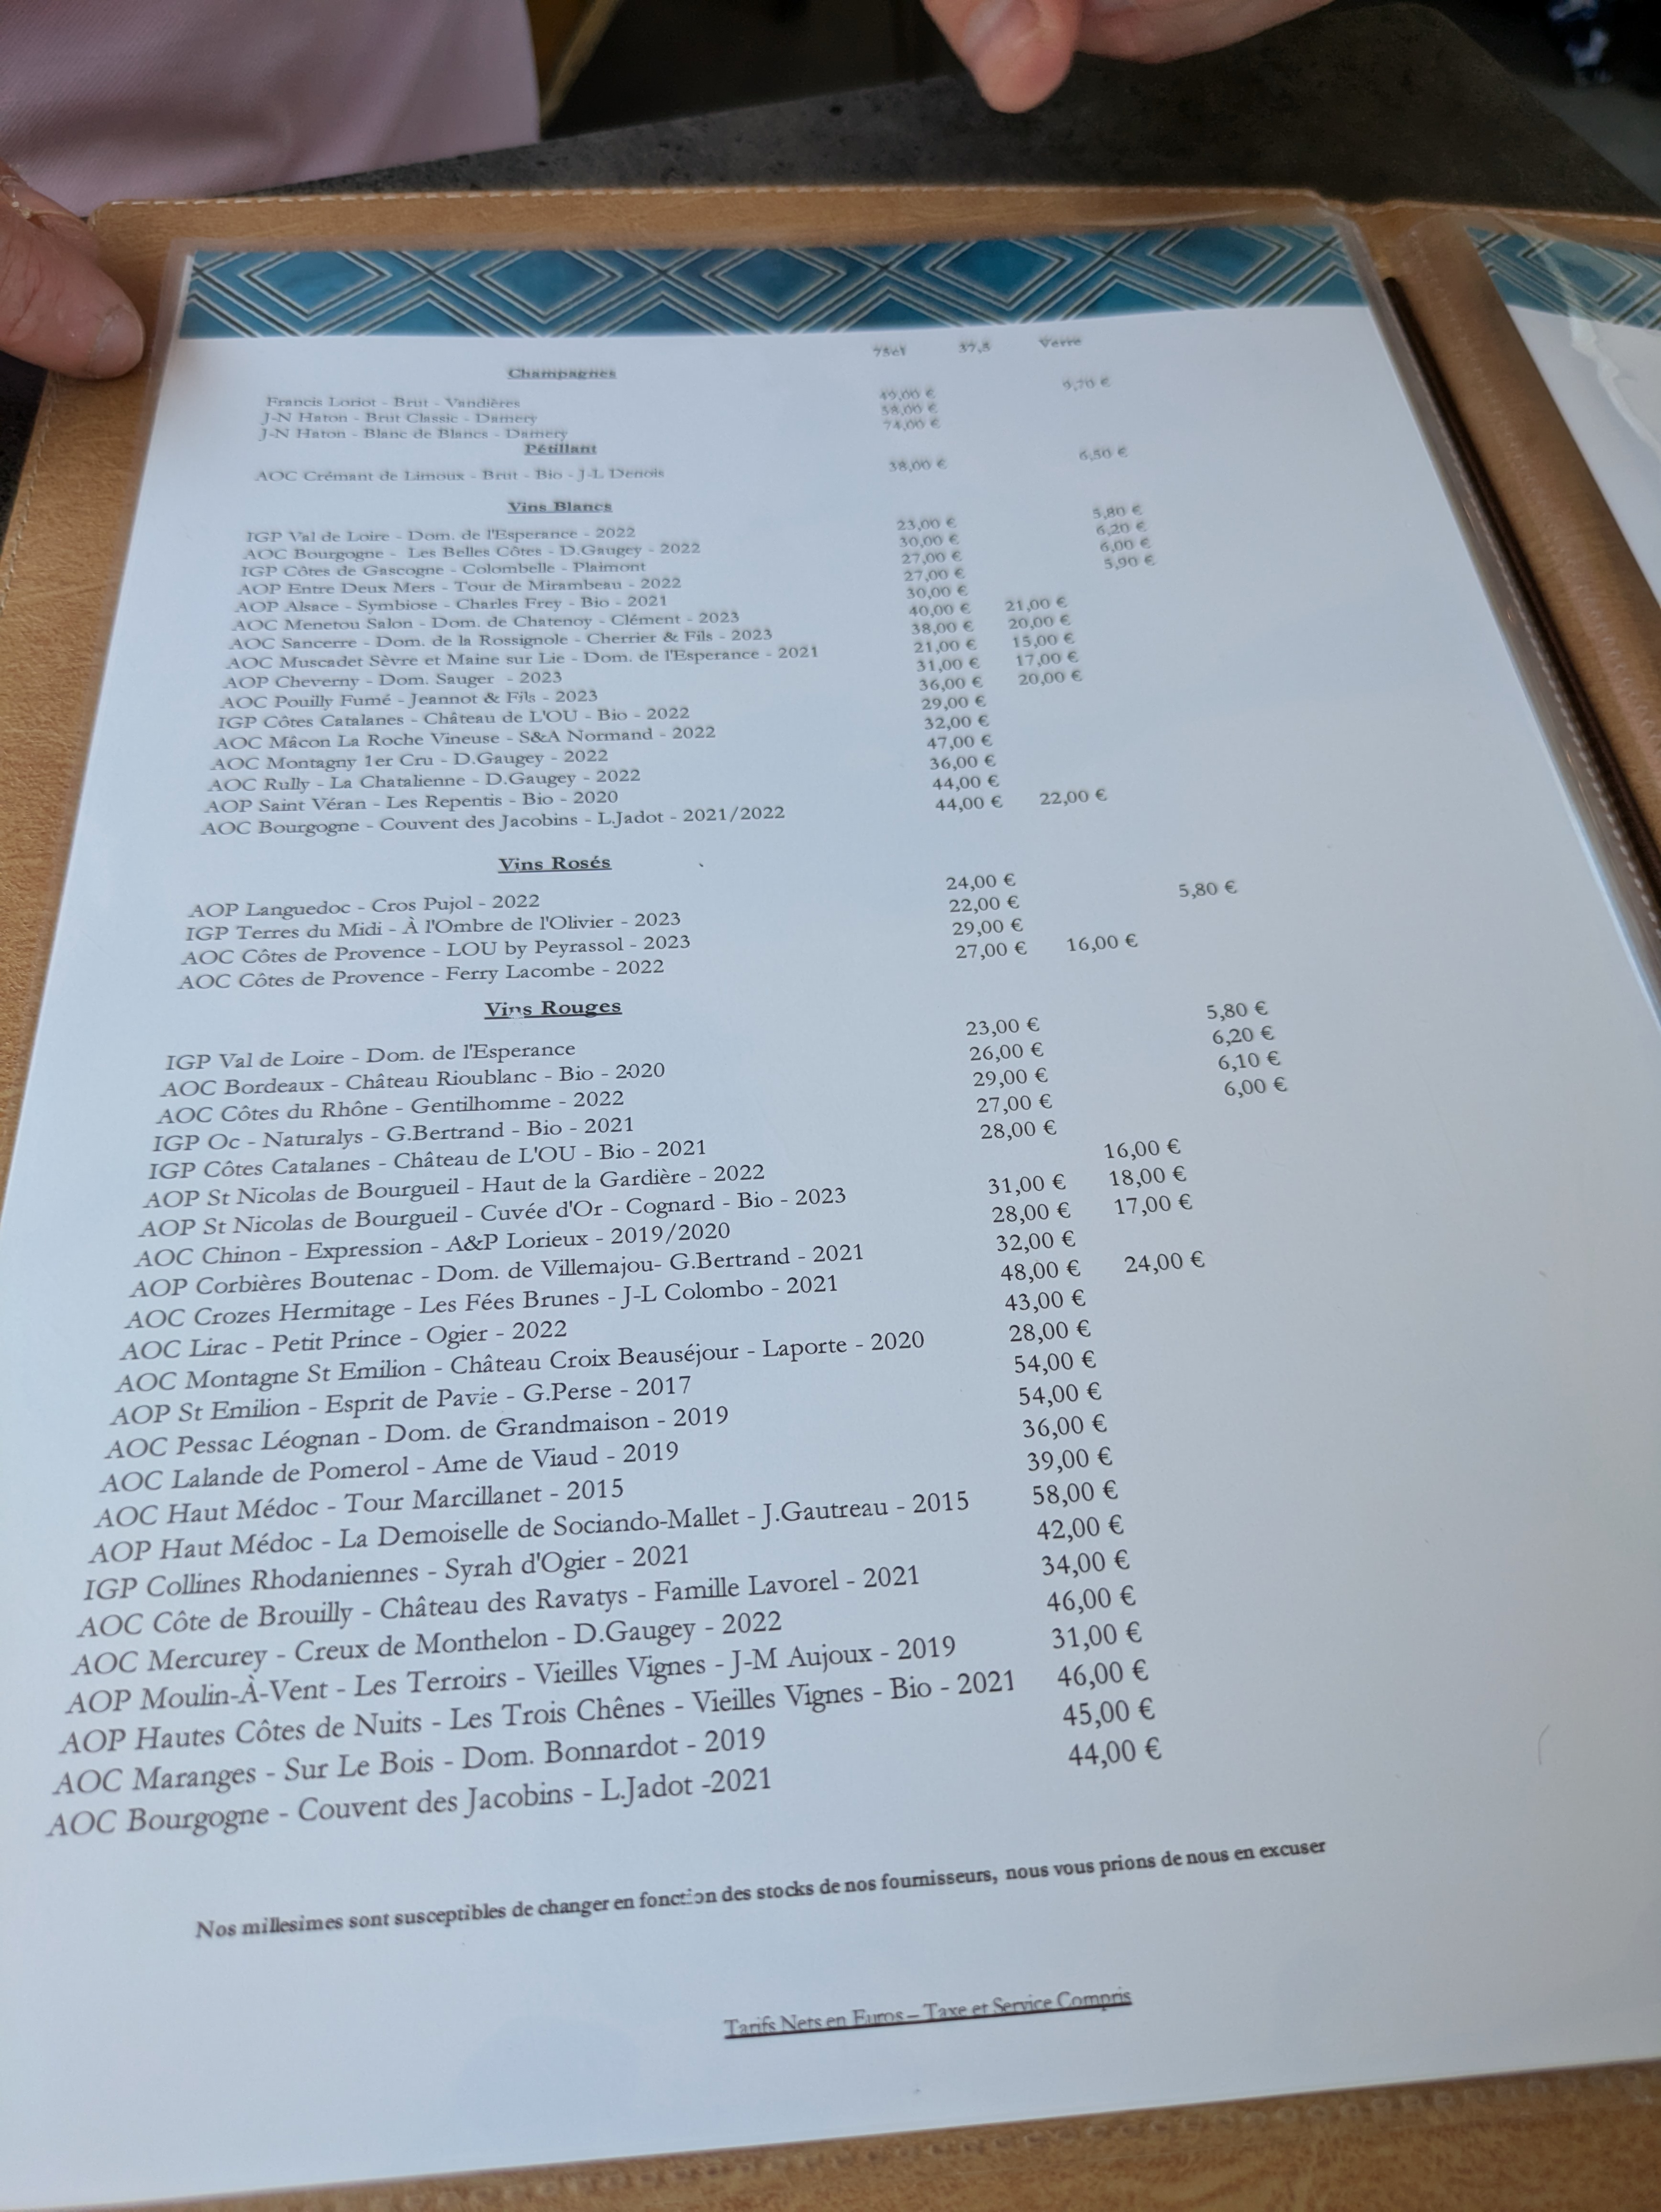 75cl 37,5 Verre
Champagnes
Francis Loriot - Brut - Vandières 49,00 € 9,70 €
J-N Haton - Brut Classic - Damery 58,00 €
J-N Haton - Blanc de Blancs - Damery 74,00 €
Pétillant
AOC Crémant de Limoux - Brut - Bio - J-L Denois 38,00 € 6,50 €
Vins Blancs
IGP Val de Loire - Dom. de l'Esperance - 2022 23,00 € 5,80 €
AOC Bourgogne - Les Belles Côtes - D.Gaugey - 2022 30,00 € 6,20 €
IGP Côtes de Gascogne - Colombelle - Plaimont 27,00 € 6,00 €
AOP Entre Deux Mers - Tour de Mirambeau - 2022 27,00 € 5,90 €
AOP Alsace - Symbiose - Charles Frey - Bio - 2021 30,00 €
AOC Menetou Salon - Dom. de Chatenoy - Clément - 2023 40,00 € 21,00 €
AOC Sancerre - Dom. de la Rossignole - Cherrier & Fils - 2023 38,00 € 20,00 €
AOC Muscadet Sèvre et Maine sur Lie - Dom. de l'Esperance - 2021 21,00 € 15,00 €
AOP Cheverny - Dom. Sauger - 2023 31,00 € 17,00 €
AOC Pouilly Fumé - Jeannot & Fils - 2023 36,00 € 20,00 €
IGP Côtes Catalanes - Château de L'OU - Bio - 2022 29,00 €
AOC Mâcon La Roche Vineuse - S&A Normand - 2022 32,00 €
AOC Montagny 1er Cru - D.Gaugey - 2022 47,00 €
AOC Rully - La Chatalienne - D.Gaugey - 2022 36,00 €
AOP Saint Véran - Les Repentis - Bio - 2020 44,00 €
AOC Bourgogne - Couvent des Jacobins - L.Jadot - 2021/2022 44,00 € 22,00 €
Vins Rosés
AOP Languedoc - Cros Pujol - 2022 24,00 €
IGP Terres du Midi - À l'Ombre de l'Olivier - 2023 22,00 € 5,80 €
AOC Côtes de Provence - LOU by Peyrassol - 2023 29,00 €
AOC Côtes de Provence - Ferry Lacombe - 2022 27,00 € 16,00 €
Vins Rouges
IGP Val de Loire - Dom. de l'Esperance 23,00 € 5,80 €
AOC Bordeaux - Château Rioublanc - Bio - 2020 26,00 € 6,20 €
AOC Côtes du Rhône - Gentilhomme - 2022 29,00 € 6,10 €
IGP Oc - Naturalys - G.Bertrand - Bio - 2021 27,00 € 6,00 €
IGP Côtes Catalanes - Château de L'OU - Bio - 2021 28,00 €
AOP St Nicolas de Bourgueil - Haut de la Gardière - 2022 16,00 €
AOP St Nicolas de Bourgueil - Cuvée d'Or - Cognard - Bio - 2023 31,00 € 18,00 €
AOC Chinon - Expression - A&P Lorieux - 2019/2020 28,00 € 17,00 €
AOP Corbières Boutenac - Dom. de Villemajou- G.Bertrand - 2021 32,00 €
AOC Crozes Hermitage - Les Fées Brunes - J-L Colombo - 2021 48,00 € 24,00 €
AOC Lirac - Petit Prince - Ogier - 2022 43,00 €
AOC Montagne St Emilion - Château Croix Beauséjour - Laporte - 2020 28,00 €
AOP St Emilion - Esprit de Pavie - G.Perse - 2017 54,00 €
AOC Pessac Léognan - Dom. de Grandmaison - 2019 54,00 €
AOC Lalande de Pomerol - Ame de Viaud - 2019 36,00 €
AOC Haut Médoc - Tour Marcillanet - 2015 39,00 €
AOP Haut Médoc - La Demoiselle de Sociando-Mallet - J.Gautreau - 2015 58,00 €
IGP Collines Rhodaniennes - Syrah d'Ogier - 2021 42,00 €
AOC Côte de Brouilly - Château des Ravatys - Famille Lavorel - 2021 34,00 €
AOC Mercurey - Creux de Monthelon - D.Gaugey - 2022 46,00 €
AOP Moulin-À-Vent - Les Terroirs - Vieilles Vignes - J-M Aujoux - 2019 31,00 €
AOP Hautes Côtes de Nuits - Les Trois Chênes - Vieilles Vignes - Bio - 2021 46,00 €
AOC Maranges - Sur Le Bois - Dom. Bonnardot - 2019 45,00 €
AOC Bourgogne - Couvent des Jacobins - L.Jadot -2021 44,00 €
Nos millesimes sont susceptibles de changer en fonction des stocks de nos fournisseurs, nous vous prions de nous en excuser
Tarifs Nets en Euros – Taxe et Service Compris